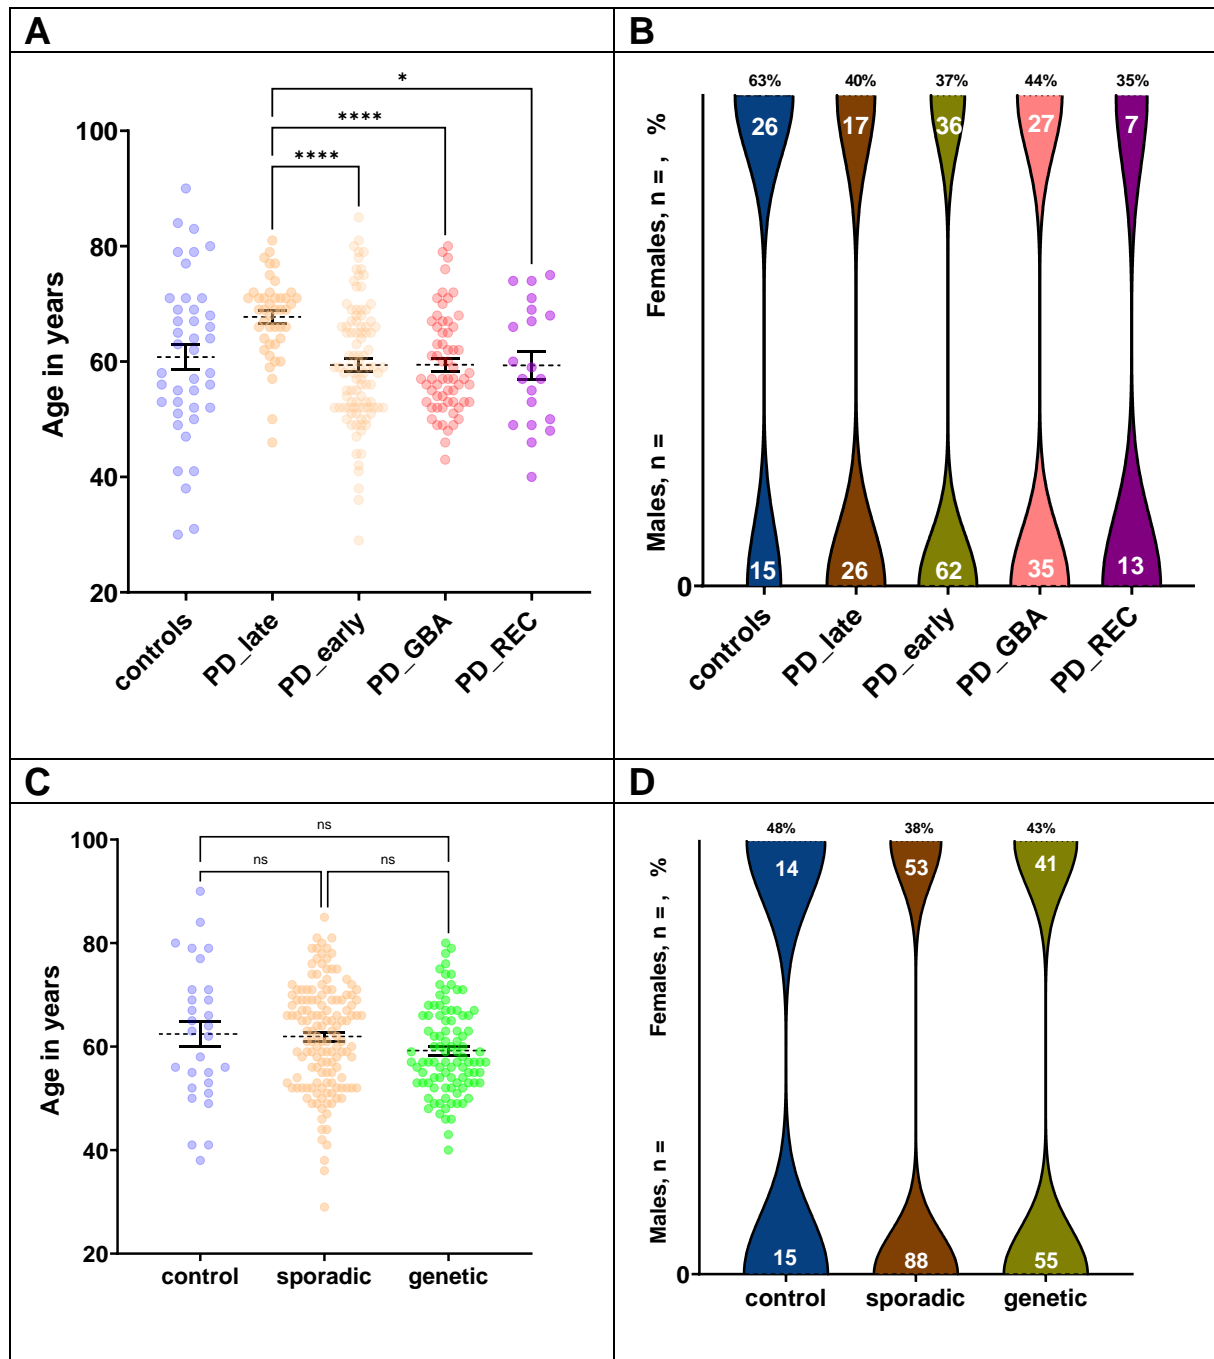 A
B
*
****
****
100
80
60
40
20
Age in years
controls
PD_late
PD_early
PD_GBA
PD_REC
63%
40%
37%
44%
35%
26
17
36
27
7
Females, n = , %
Males, n =
15
26
62
35
13
0
controls
PD_late
PD_early
PD_GBA
PD_REC
C
D
ns
ns
ns
100
80
60
40
20
Age in years
control
sporadic
genetic
48%
38%
43%
14
53
41
Females, n = , %
Males, n =
15
88
55
0
control
sporadic
genetic